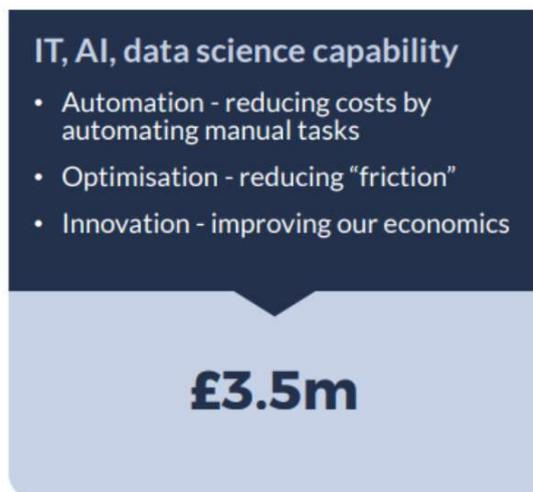 IT, AI, data science capability
• Automation - reducing costs by
automating manual tasks
• Optimisation - reducing “friction”
• Innovation - improving our economics
£3.5m